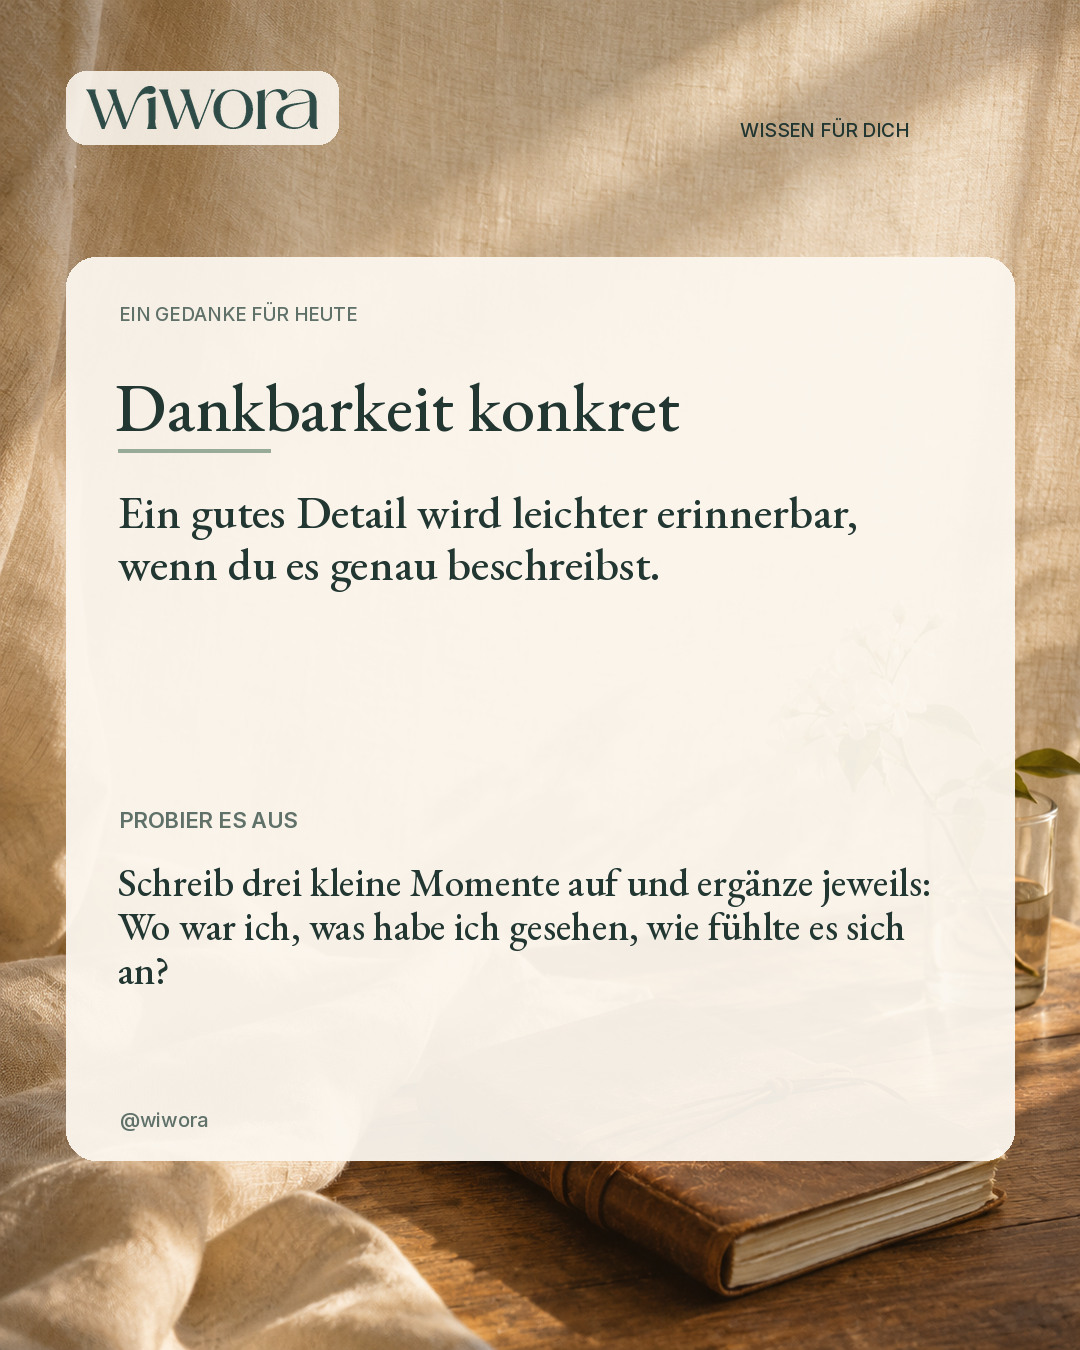 wiwora
WISSEN FÜR DICH
EIN GEDANKE FÜR HEUTE
Dankbarkeit konkret
Ein gutes Detail wird leichter erinnerbar,
wenn du es genau beschreibst.
PROBIER ES AUS
Schreib drei kleine Momente auf und ergänze jeweils:
Wo war ich, was habe ich gesehen, wie fühlte es sich
an?
@wiwora